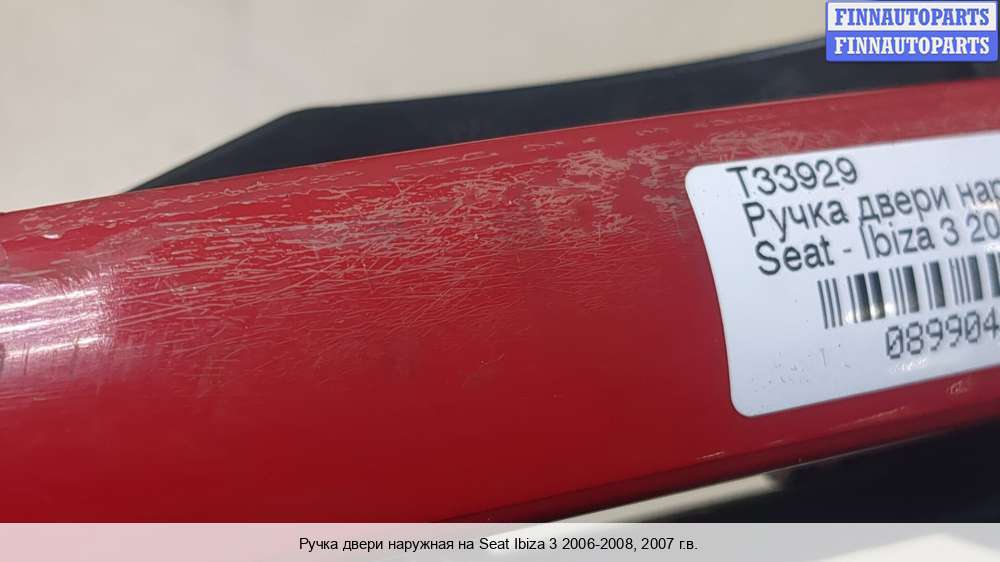 FINNAUTOPARTS
FINNAUTOPARTS
T33929
Ручка двери нар
Seat - Ibiza 3 20
089904
Ручка двери наружная на Seat Ibiza 3 2006-2008, 2007 г.в.